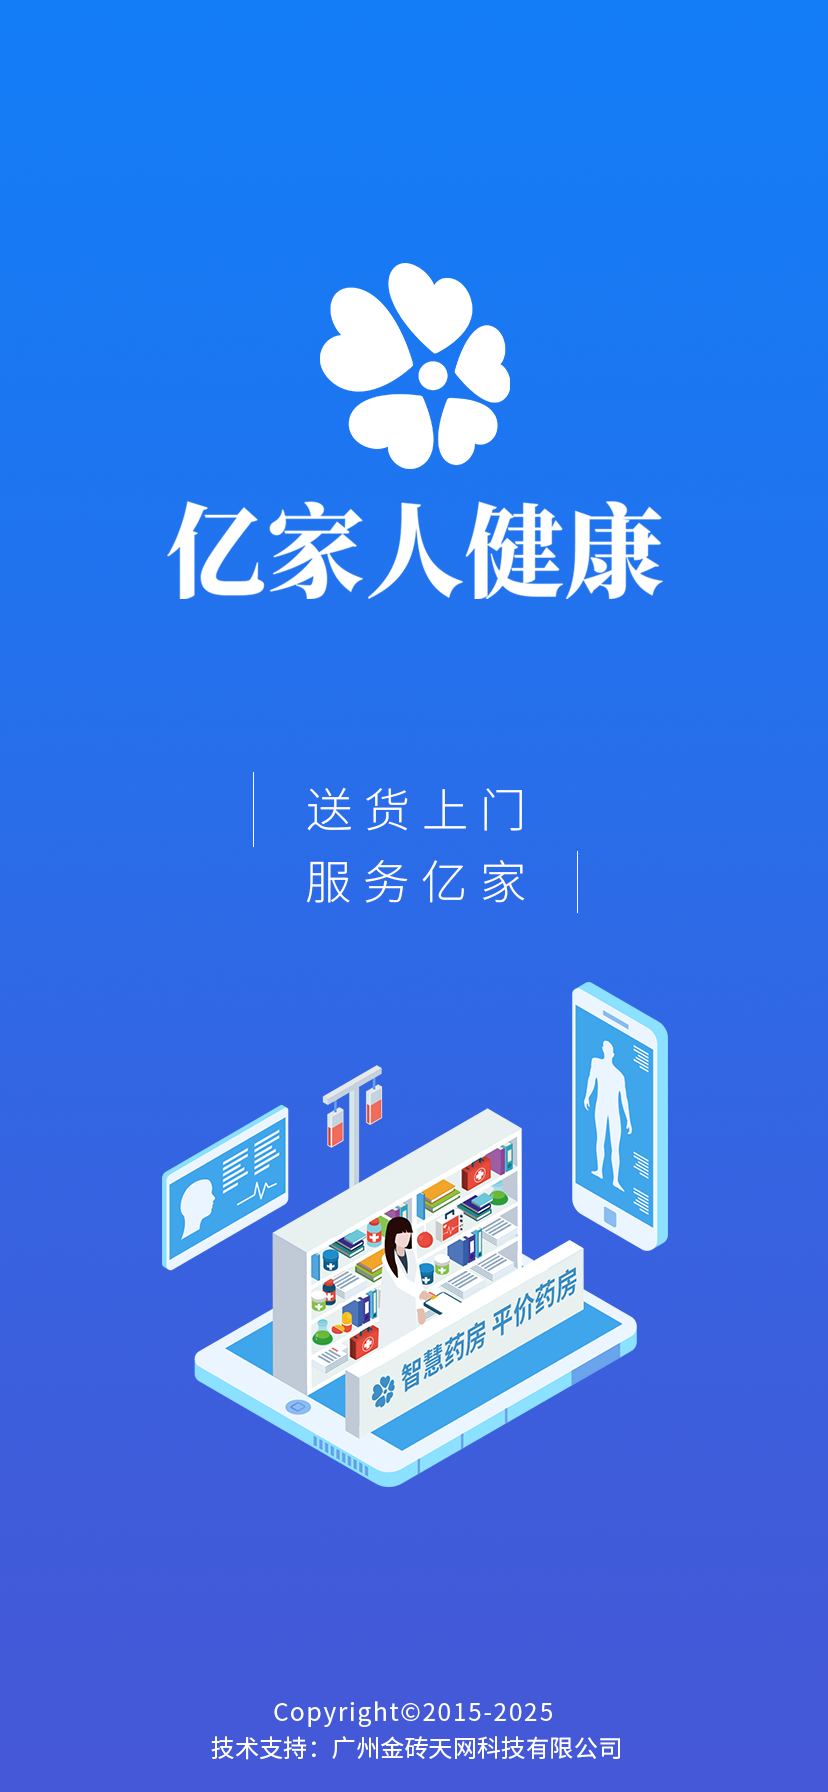 亿家人健康
送货上门
服务亿家
智慧药房 平价药房
Copyright©2015-2025
技术支持：广州金砖天网科技有限公司